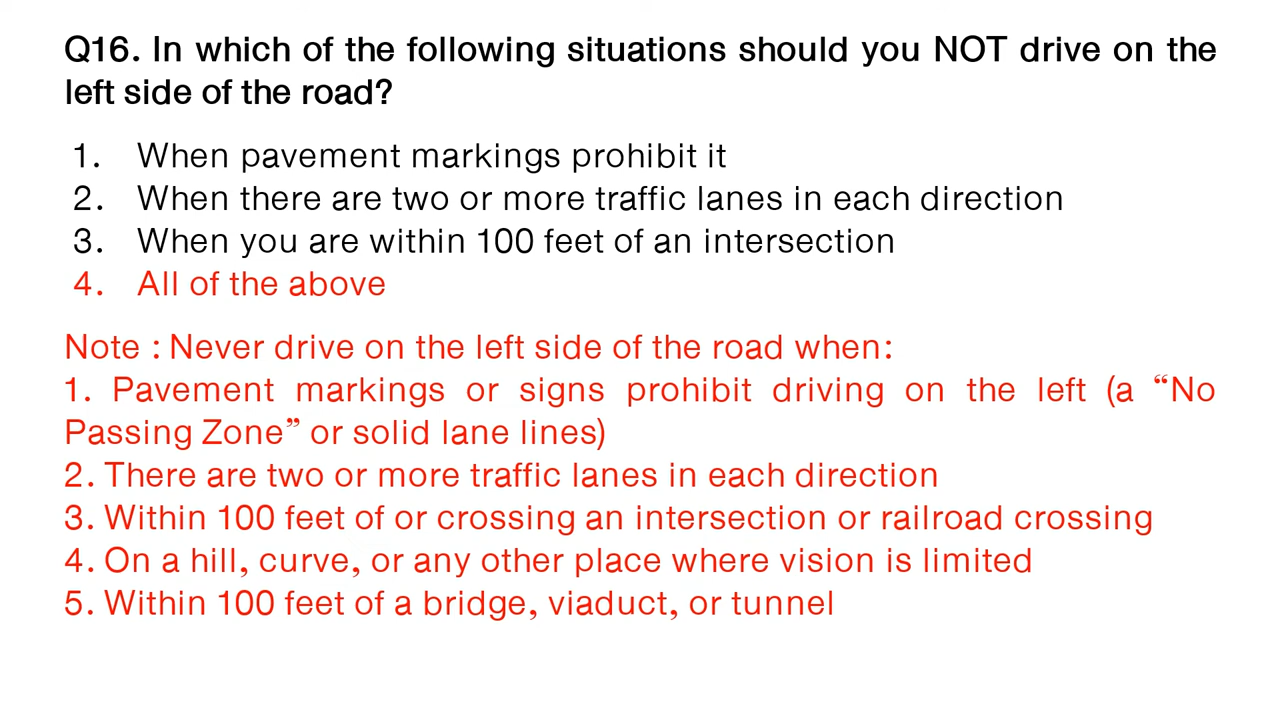 Q16. In which of the following situations should you NOT drive on the
left side of the road?
1. When pavement markings prohibit it
2. When there are two or more traffic lanes in each direction
3. When you are within 100 feet of an intersection
4. All of the above
Note : Never drive on the left side of the road when:
1. Pavement markings or signs prohibit driving on the left (a “No
Passing Zone” or solid lane lines)
2. There are two or more traffic lanes in each direction
3. Within 100 feet of or crossing an intersection or railroad crossing
4. On a hill, curve, or any other place where vision is limited
5. Within 100 feet of a bridge, viaduct, or tunnel